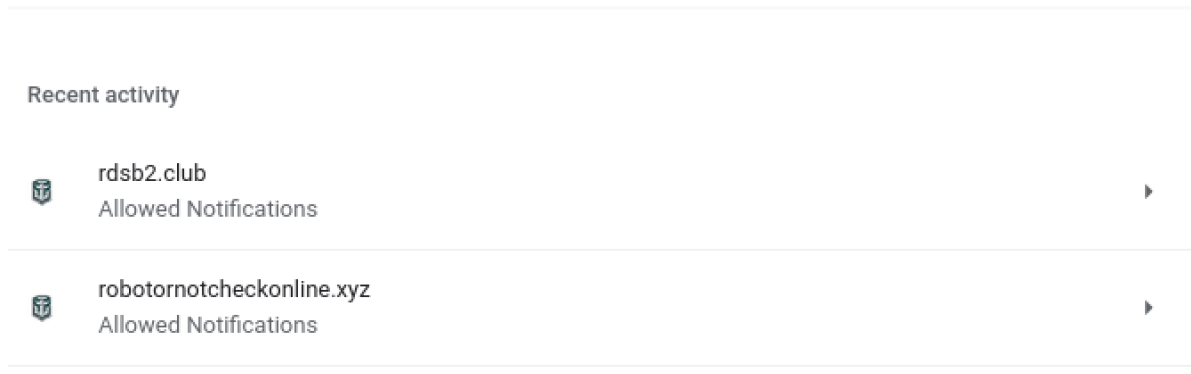 Recent activity
rdsb2.club
Allowed Notifications
robotornotcheckonline.xyz
Allowed Notifications